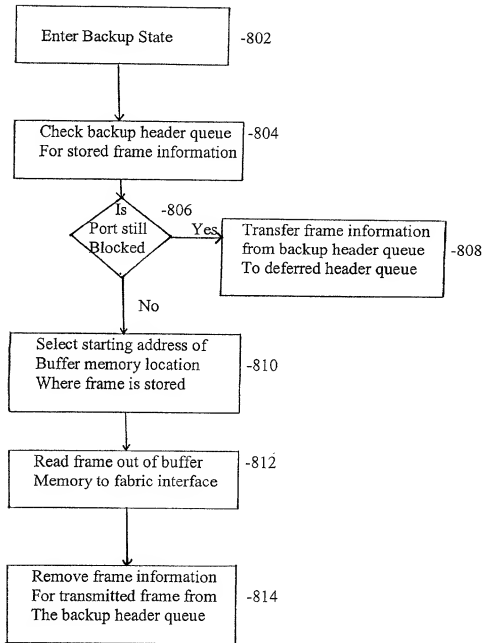 Enter Backup State
-802
Check backup header queue
For stored frame information
-804
Is
Port still
Blocked
-806
Yes
Transfer frame information
from backup header queue
To deferred header queue
-808
No
Select starting address of
Buffer memory location
Where frame is stored
-810
Read frame out of buffer
Memory to fabric interface
-812
Remove frame information
For transmitted frame from
The backup header queue
-814